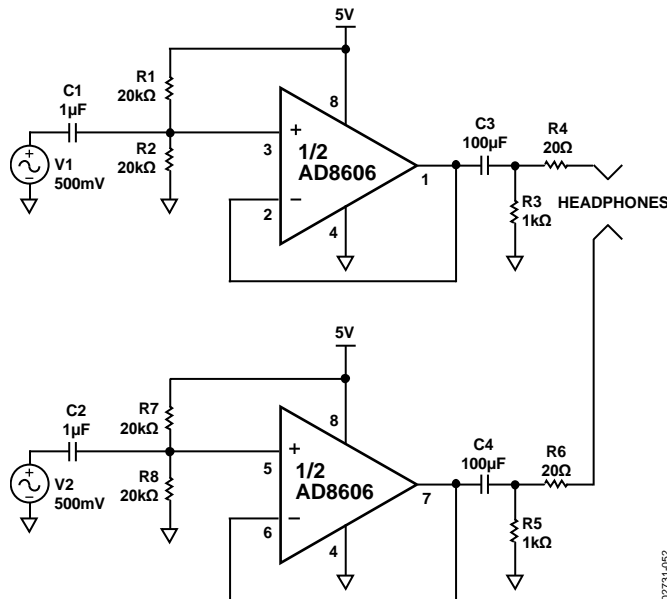 5V
C1
1µF
R1
20kΩ
R2
20kΩ
V1
500mV
8
3
1/2
AD8606
1
2
4
C3
100µF
R4
20Ω
R3
1kΩ
HEADPHONES
5V
C2
1µF
R7
20kΩ
R8
20kΩ
V2
500mV
8
5
1/2
AD8606
7
6
4
C4
100µF
R6
20Ω
R5
1kΩ
02731-052